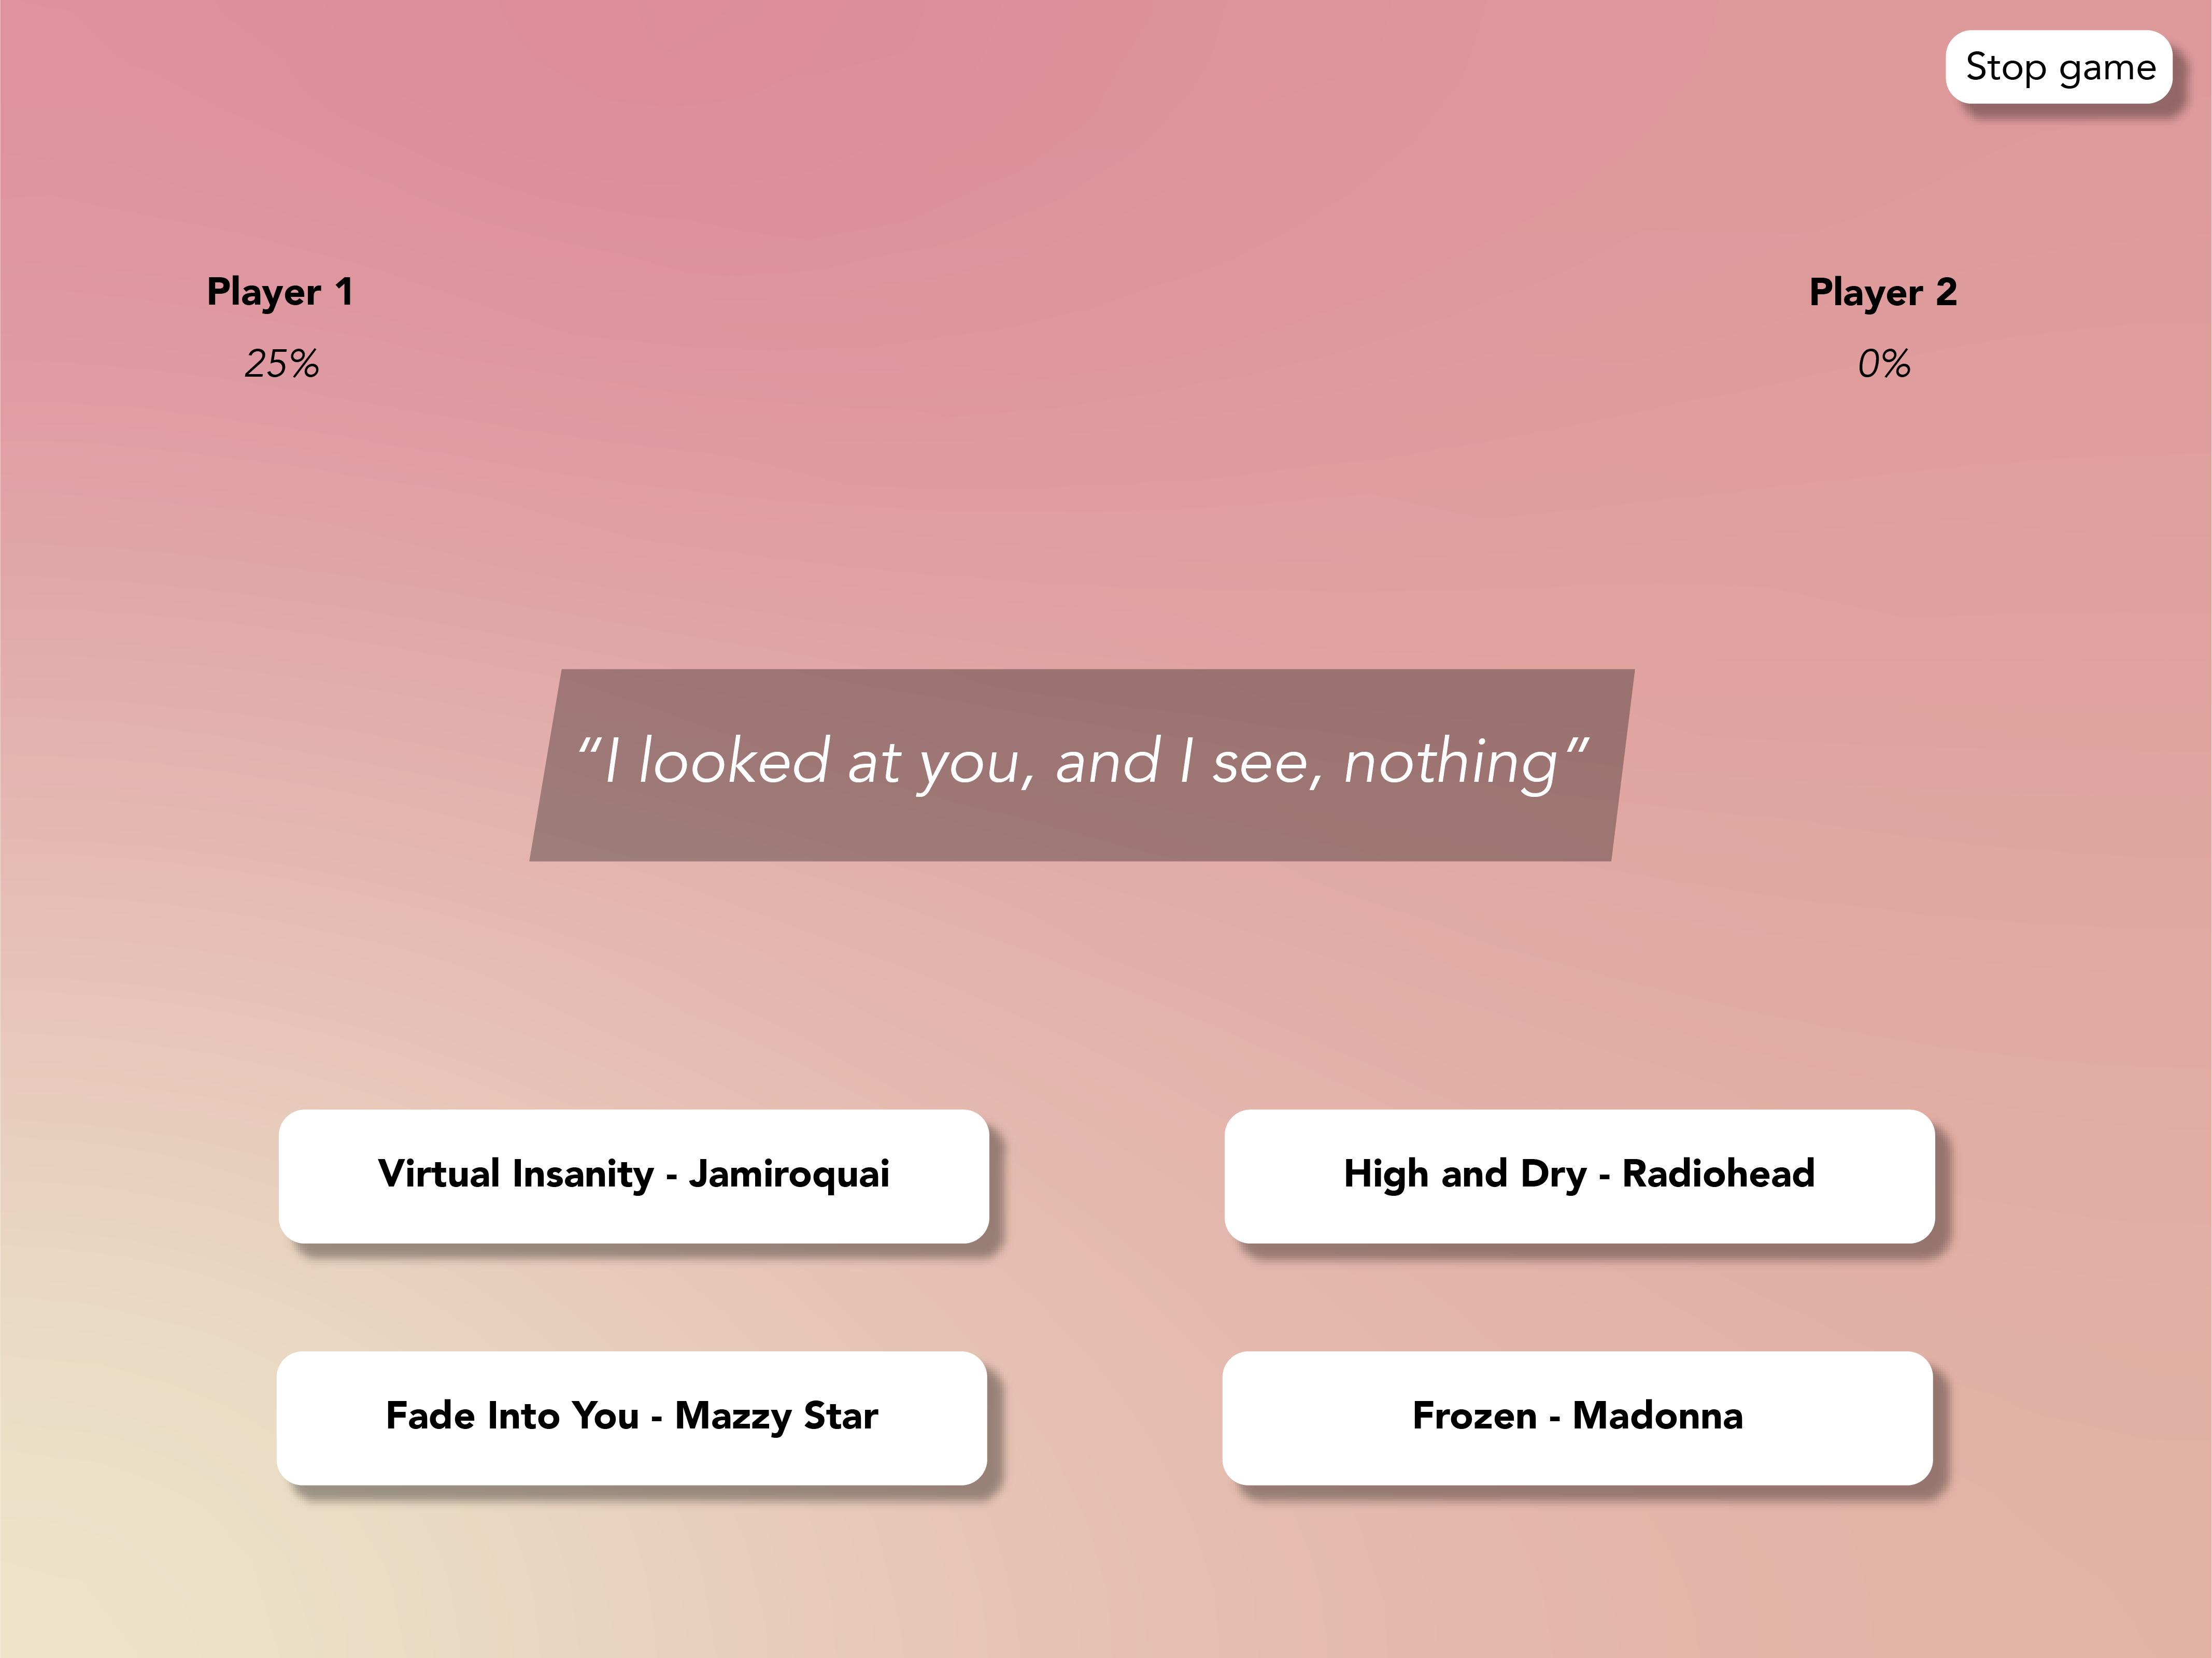 Stop game
Player 1
Player 2
25%
0%
“I looked at you, and I see, nothing”
Virtual Insanity - Jamiroquai
High and Dry - Radiohead
Fade Into You - Mazzy Star
Frozen - Madonna